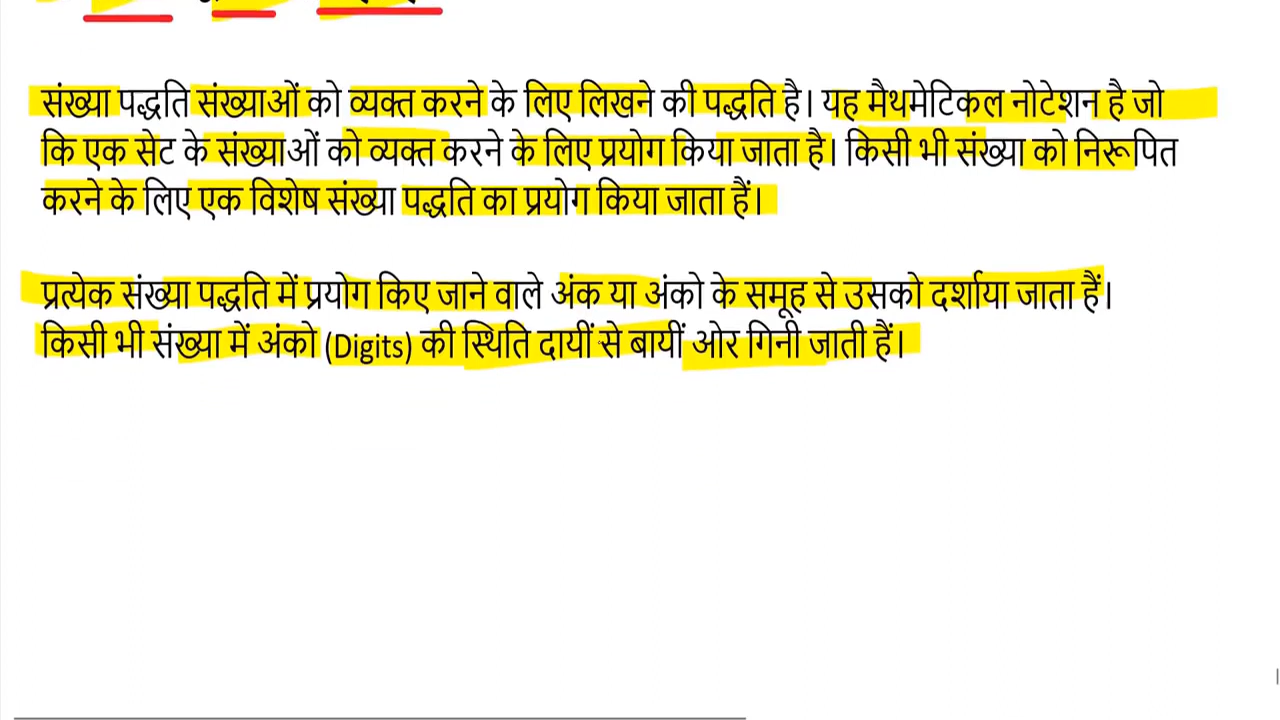 संख्या पद्धति संख्याओं को व्यक्त करने के लिए लिखने की पद्धति है। यह मैथमेटिकल नोटेशन है जो
कि एक सेट के संख्याओं को व्यक्त करने के लिए प्रयोग किया जाता है। किसी भी संख्या को निरूपित
करने के लिए एक विशेष संख्या पद्धति का प्रयोग किया जाता हैं।
प्रत्येक संख्या पद्धति में प्रयोग किए जाने वाले अंक या अंको के समूह से उसको दर्शाया जाता हैं।
किसी भी संख्या में अंको (Digits) की स्थिति दायीं से बायीं ओर गिनी जाती हैं।